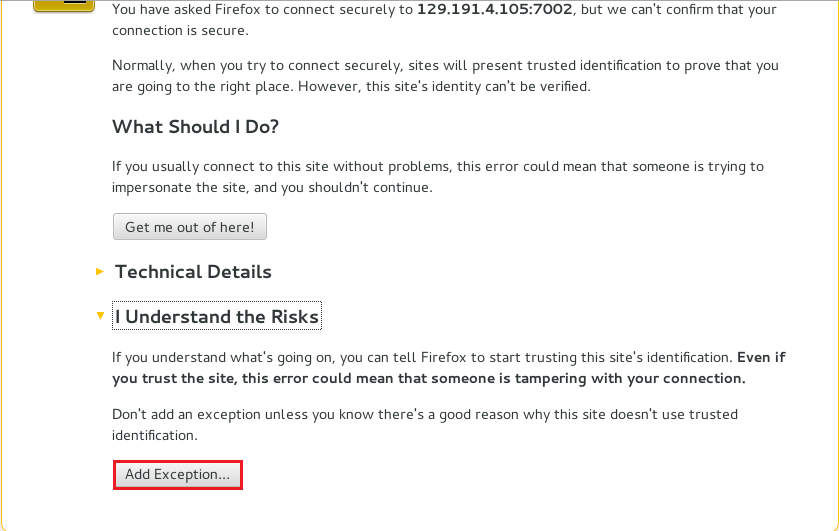 You have asked Firefox to connect securely to 129.191.4.105:7002, but we can't confirm that your
connection is secure.
Normally, when you try to connect securely, sites will present trusted identification to prove that you
are going to the right place. However, this site's identity can't be verified.
What Should I Do?
If you usually connect to this site without problems, this error could mean that someone is trying to
impersonate the site, and you shouldn't continue.
Get me out of here!
Technical Details
I Understand the Risks
If you understand what's going on, you can tell Firefox to start trusting this site's identification. Even if
you trust the site, this error could mean that someone is tampering with your connection.
Don't add an exception unless you know there's a good reason why this site doesn't use trusted
identification.
Add Exception...